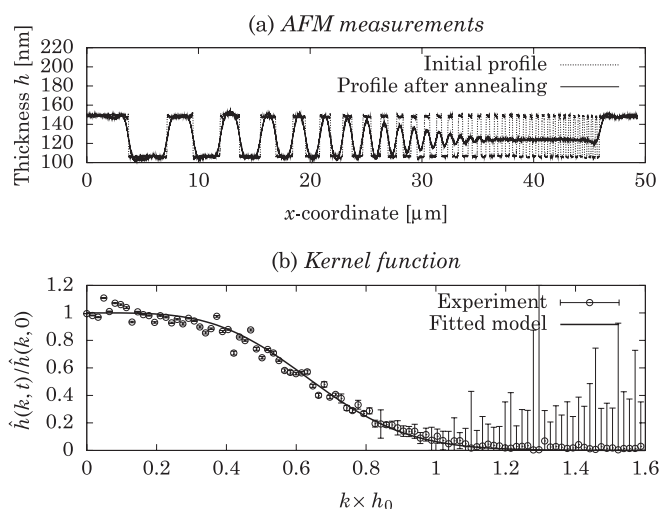 (a) AFM measurements
Thickness h [nm]
220
200
180
160
140
120
100
Initial profile
Profile after annealing
0 10 20 30 40 50
x-coordinate [μm]
(b) Kernel function
ĥ(k,t)/ĥ(k,0)
1.2
1
0.8
0.6
0.4
0.2
0
Experiment
Fitted model
0 0.2 0.4 0.6 0.8 1 1.2 1.4 1.6
k × h₀